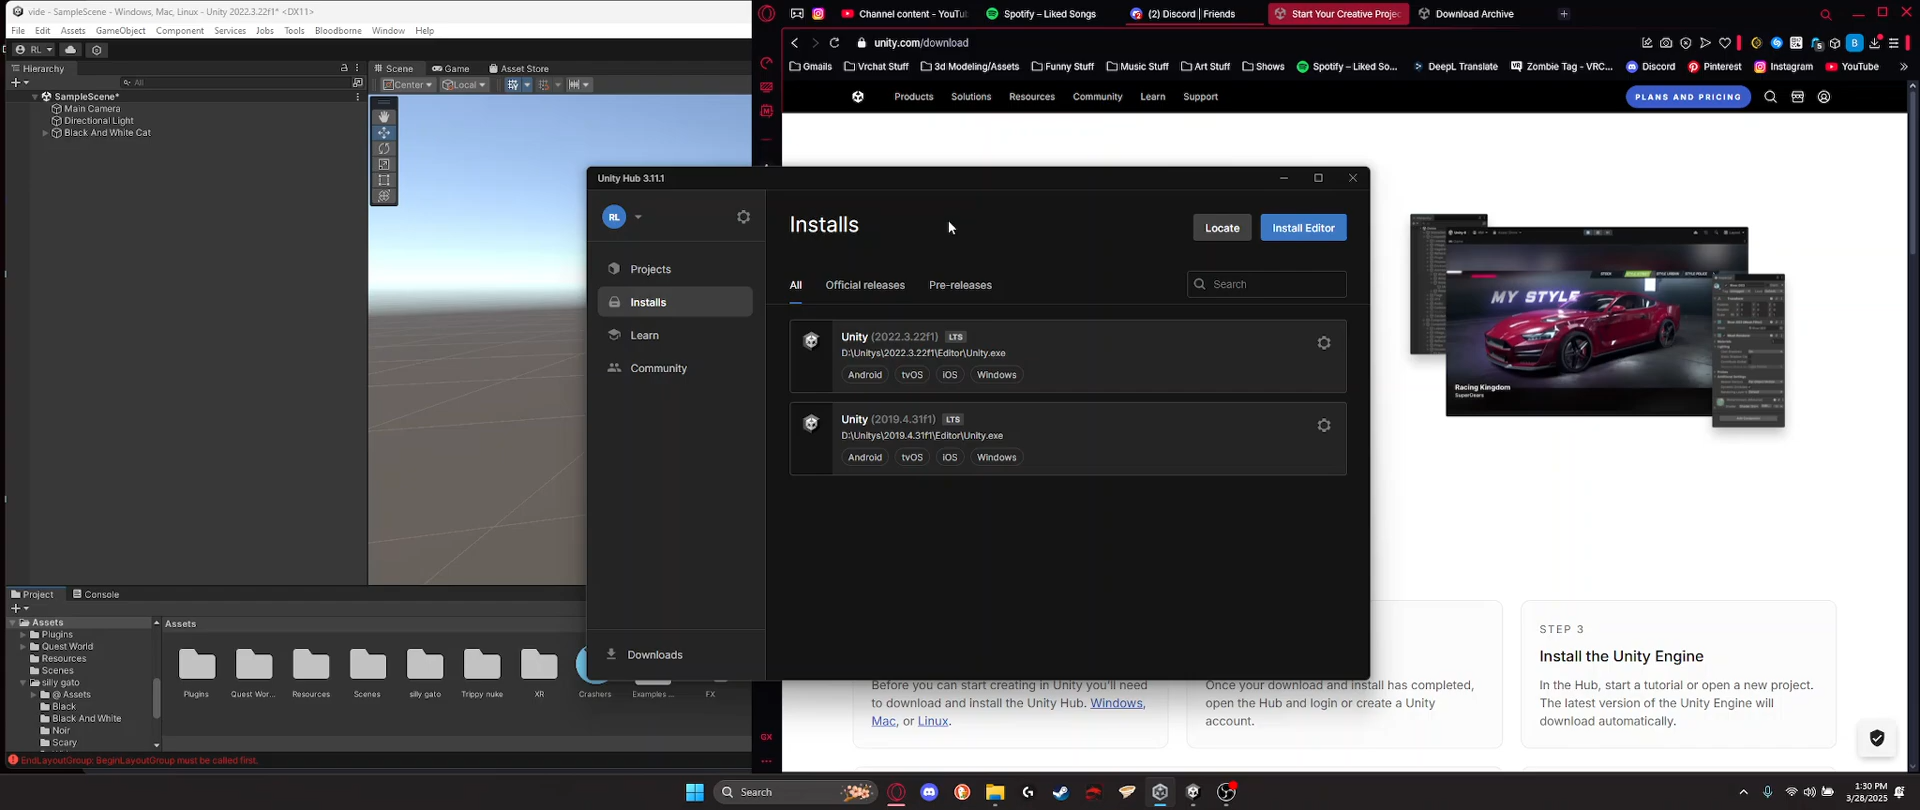 vide - SampleScene - Windows, Mac, Linux - Unity 2022.3.22f1* <DX11>
File Edit Assets GameObject Component Services Jobs Tools Bloodborne Window Help
RL
Hierarchy
All
SampleScene*
Main Camera
Directional Light
Black And White Cat
Scene Game Asset Store
Center Local
Project Console
Assets
Plugins
Quest World
Resources
Scenes
silly gato
@ Assets
Black
Black And White
Noir
Scary
Assets
Plugins Quest Wor... Resources Scenes silly gato Trippy nuke XR Crashers Examples ... FX
EndLayoutGroup: BeginLayoutGroup must be called first.
Channel content - YouTu Spotify – Liked Songs (2) Discord | Friends Start Your Creative Projec Download Archive
unity.com/download
Gmails Vrchat Stuff 3d Modeling/Assets Funny Stuff Music Stuff Art Stuff Shows Spotify – Liked So... DeepL Translate Zombie Tag - VRC... Discord Pinterest Instagram YouTube
Products Solutions Resources Community Learn Support PLANS AND PRICING
Unity Hub 3.11.1
RL
Projects
Installs
Learn
Community
Downloads
Installs
Locate Install Editor
All Official releases Pre-releases Search
Unity (2022.3.22f1) LTS
D:\Unitys\2022.3.22f1\Editor\Unity.exe
Android tvOS iOS Windows
Unity (2019.4.31f1) LTS
D:\Unitys\2019.4.31f1\Editor\Unity.exe
Android tvOS iOS Windows
MY STYLE
Racing Kingdom
SuperGears
Before you can start creating in Unity you'll need
to download and install the Unity Hub. Windows,
Mac, or Linux.
Once your download and install has completed,
open the Hub and login or create a Unity
account.
STEP 3
Install the Unity Engine
In the Hub, start a tutorial or open a new project.
The latest version of the Unity Engine will
download automatically.
Search
1:30 PM
3/28/2025